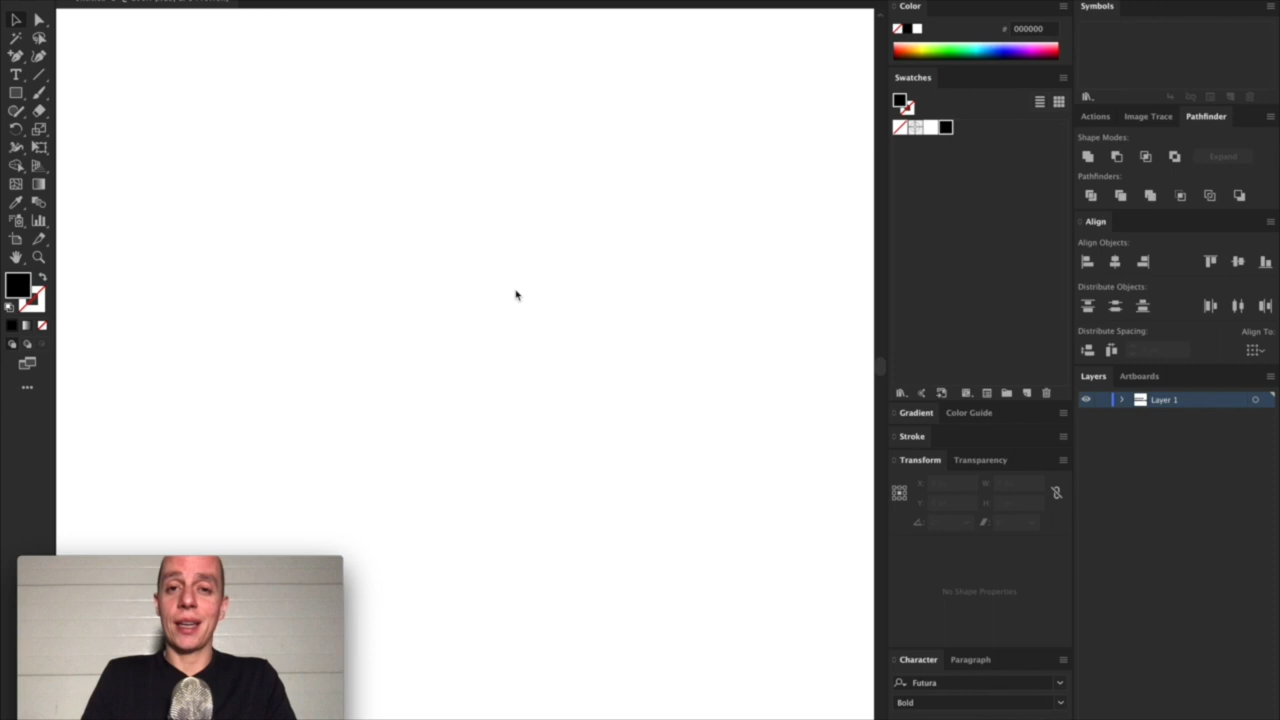 Color
Symbols
# 000000
Swatches
Actions
Image Trace
Pathfinder
Shape Modes:
Expand
Pathfinders:
Align
Align Objects:
Distribute Objects:
Distribute Spacing:
Align To:
Layers
Artboards
Layer 1
Gradient
Color Guide
Stroke
Transform
Transparency
X:
W:
Y:
H:
No Shape Properties
Character
Paragraph
Futura
Bold